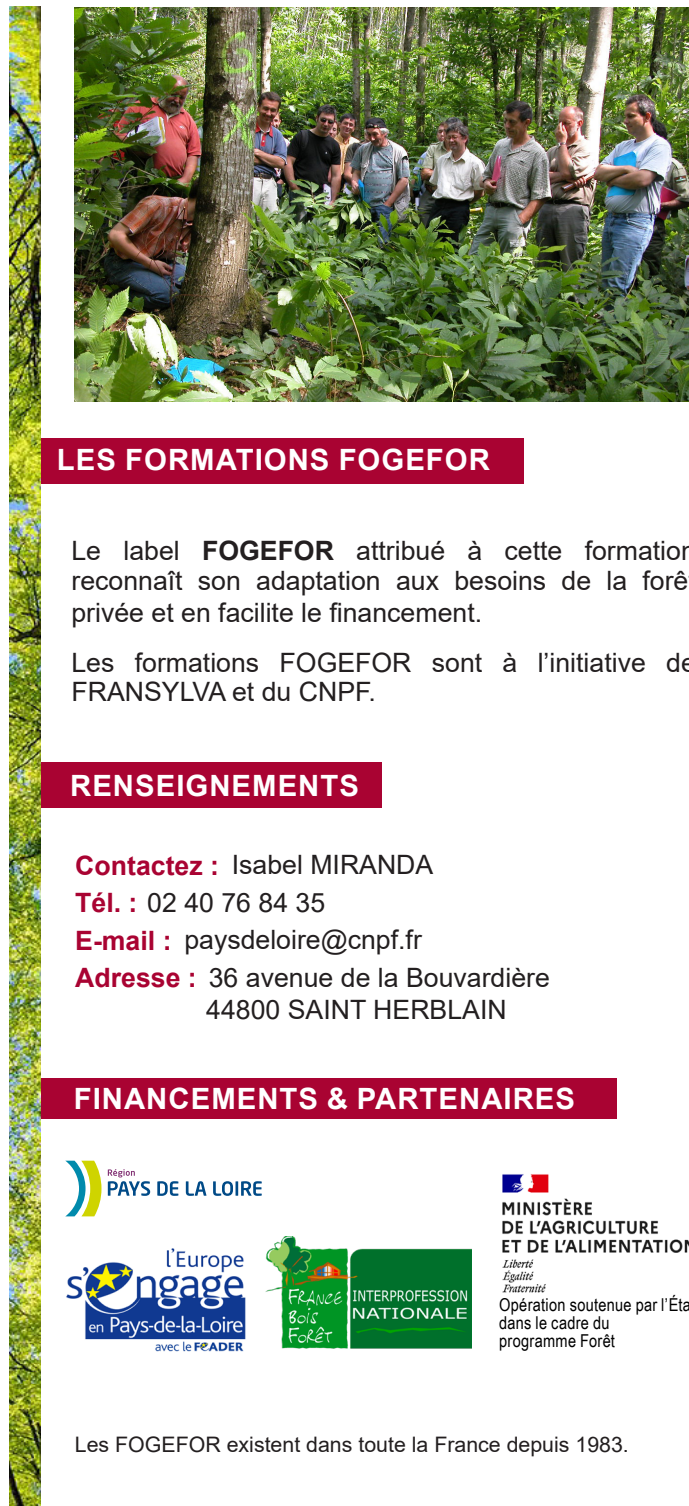 LES FORMATIONS FOGEFOR
Le label FOGEFOR attribué à cette formation
reconnaît son adaptation aux besoins de la forêt
privée et en facilite le financement.
Les formations FOGEFOR sont à l’initiative de
FRANSYLVA et du CNPF.
RENSEIGNEMENTS
Contactez : Isabel MIRANDA
Tél. : 02 40 76 84 35
E-mail : paysdeloire@cnpf.fr
Adresse : 36 avenue de la Bouvardière
44800 SAINT HERBLAIN
FINANCEMENTS & PARTENAIRES
Région
PAYS DE LA LOIRE
l'Europe
s'engage
en Pays-de-la-Loire
avec le FEADER
FRANCE
BOIS
FORÊT
INTERPROFESSION
NATIONALE
MINISTÈRE
DE L'AGRICULTURE
ET DE L'ALIMENTATION
Liberté
Égalité
Fraternité
Opération soutenue par l’État
dans le cadre du
programme Forêt
Les FOGEFOR existent dans toute la France depuis 1983.